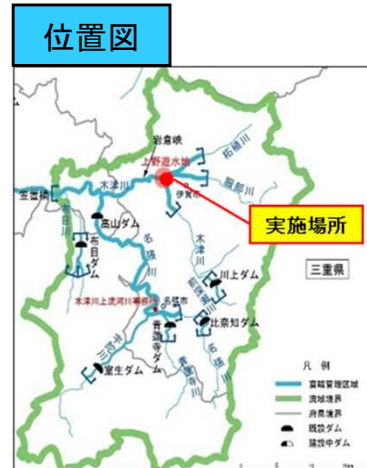 位置図
岩倉峡
上野遊水地
柘植川
服部川
笠置橋
木津川
伊賀市
布目川
高山ダム
実施場所
布目ダム
名張川
木津川
川上ダム
三重県
前深瀬川
木津川上流河川事務所
名張市
比奈知ダム
青蓮寺ダム
宇陀川
名張川
青蓮寺川
室生ダム
凡例
直轄管理区域
流域境界
府県境界
既設ダム
建設中ダム